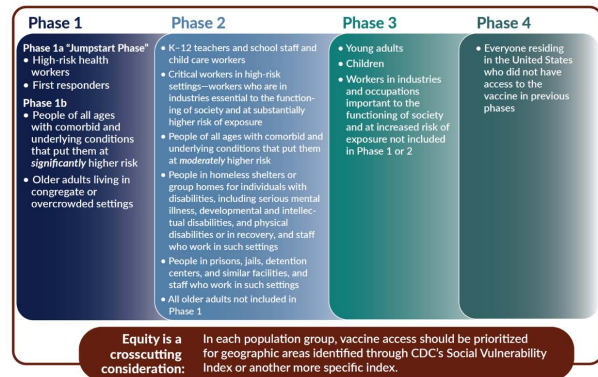 Phase 1
Phase 1a “Jumpstart Phase”
• High-risk health
workers
• First responders
Phase 1b
• People of all ages
with comorbid and
underlying conditions
that put them at
significantly higher risk
• Older adults living in
congregate or
overcrowded settings
Phase 2
• K–12 teachers and school staff and
child care workers
• Critical workers in high-risk
settings—workers who are in
industries essential to the function-
ing of society and at substantially
higher risk of exposure
• People of all ages with comorbid and
underlying conditions that put them
at moderately higher risk
• People in homeless shelters or
group homes for individuals with
disabilities, including serious mental
illness, developmental and intellec-
tual disabilities, and physical
disabilities or in recovery, and staff
who work in such settings
• People in prisons, jails, detention
centers, and similar facilities, and
staff who work in such settings
• All older adults not included in
Phase 1
Phase 3
• Young adults
• Children
• Workers in industries
and occupations
important to the
functioning of society
and at increased risk of
exposure not included
in Phase 1 or 2
Phase 4
• Everyone residing
in the United States
who did not have
access to the
vaccine in previous
phases
Equity is a
crosscutting
consideration:
In each population group, vaccine access should be prioritized
for geographic areas identified through CDC’s Social Vulnerability
Index or another more specific index.